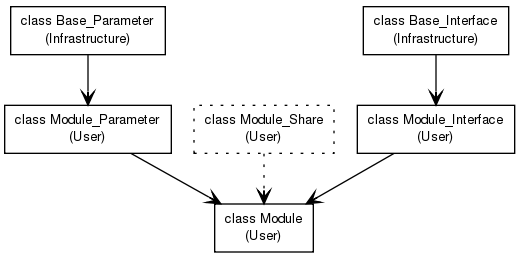 class Base_Parameter
(Infrastructure)
class Base_Interface
(Infrastructure)
class Module_Parameter
(User)
class Module_Share
(User)
class Module_Interface
(User)
class Module
(User)